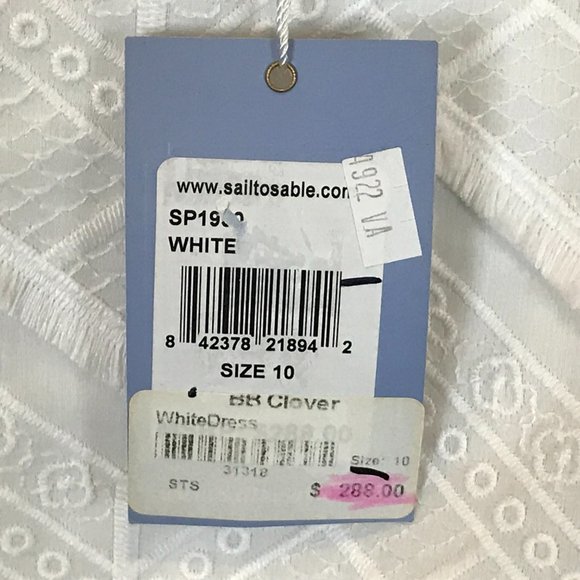 www.sailtosable.com
4922 VA
WHITE
8 42378 21894 2
SIZE 10
BB Clover
WhiteDress
31318
Size: 10
STS
$ 288.00